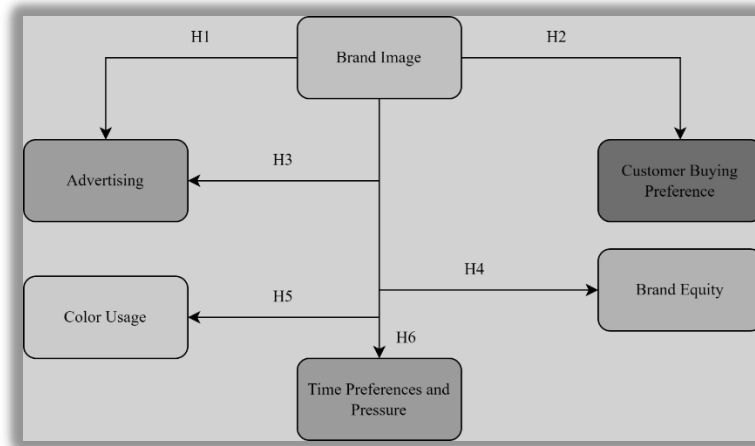 H1
Brand Image
H2
Advertising
H3
Customer Buying
Preference
H4
Brand Equity
Color Usage
H5
H6
Time Preferences and
Pressure